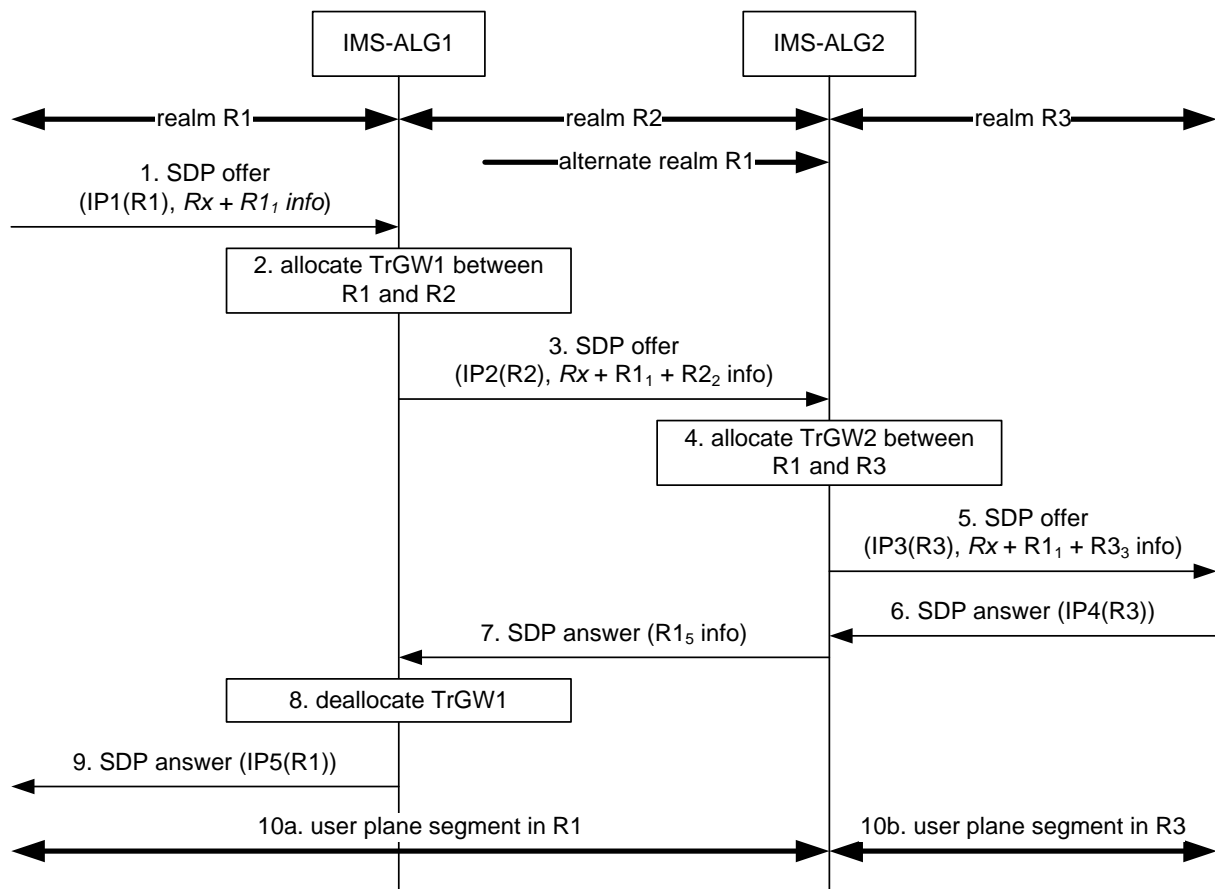 IMS-ALG1
IMS-ALG2
realm R1
realm R2
realm R3
alternate realm R1
1. SDP offer
(IP1(R1), Rx + R1₁ info)
2. allocate TrGW1 between
R1 and R2
3. SDP offer
(IP2(R2), Rx + R1₁ + R2₂ info)
4. allocate TrGW2 between
R1 and R3
5. SDP offer
(IP3(R3), Rx + R1₁ + R3₃ info)
6. SDP answer (IP4(R3))
7. SDP answer (R1₅ info)
8. deallocate TrGW1
9. SDP answer (IP5(R1))
10a. user plane segment in R1
10b. user plane segment in R3